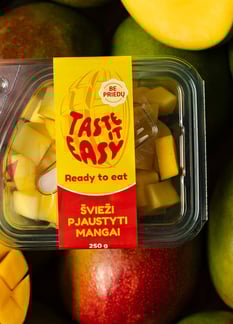 BE
PRIEDŲ
TASTE
IT
EASY
Ready to eat
ŠVIEŽI
PJAUSTYTI
MANGAI
250 g